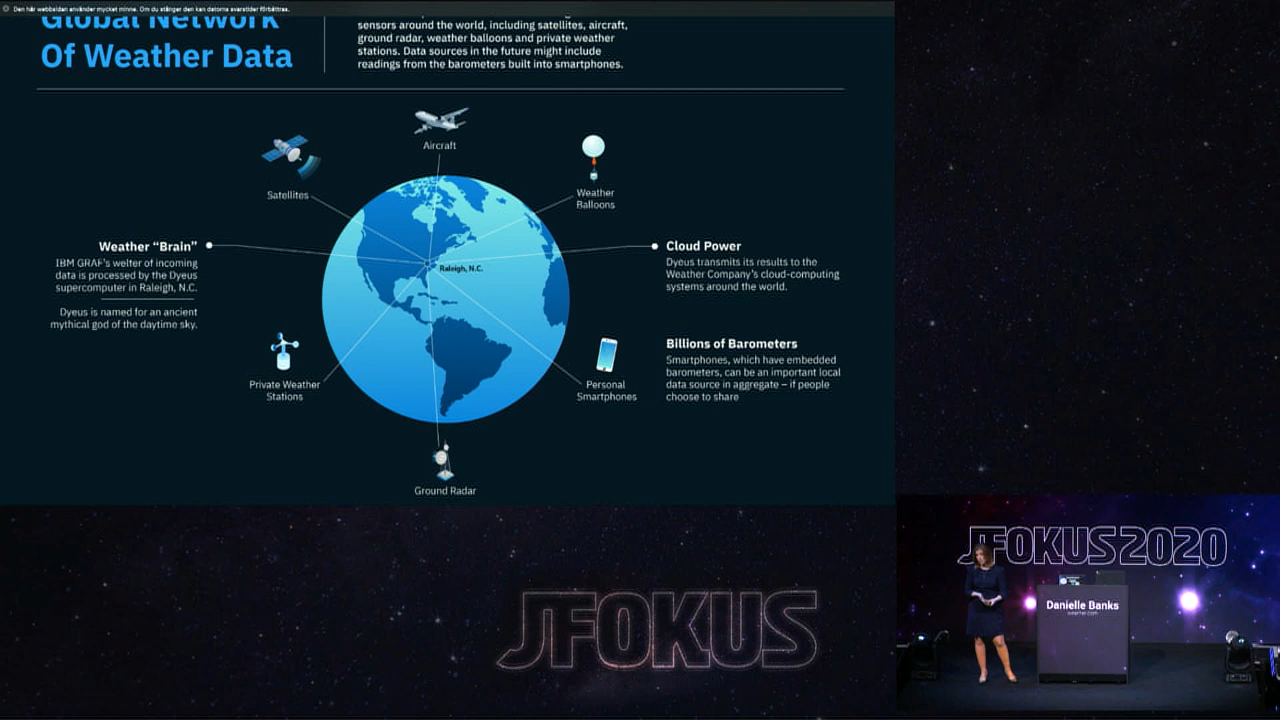 Den här webbsidan använder mycket minne. Om du stänger den kan datorns svarstider förbättras.
Global Network
Of Weather Data
sensors around the world, including satellites, aircraft,
ground radar, weather balloons and private weather
stations. Data sources in the future might include
readings from the barometers built into smartphones.
Aircraft
Satellites
Weather
Balloons
Weather “Brain”
IBM GRAF's welter of incoming
data is processed by the Dyeus
supercomputer in Raleigh, N.C.
Dyeus is named for an ancient
mythical god of the daytime sky.
Raleigh, N.C.
Cloud Power
Dyeus transmits its results to the
Weather Company's cloud-computing
systems around the world.
Billions of Barometers
Smartphones, which have embedded
barometers, can be an important local
data source in aggregate – if people
choose to share
Private Weather
Stations
Personal
Smartphones
Ground Radar
JFOKUS
JFOKUS2020
Danielle Banks
weather.com